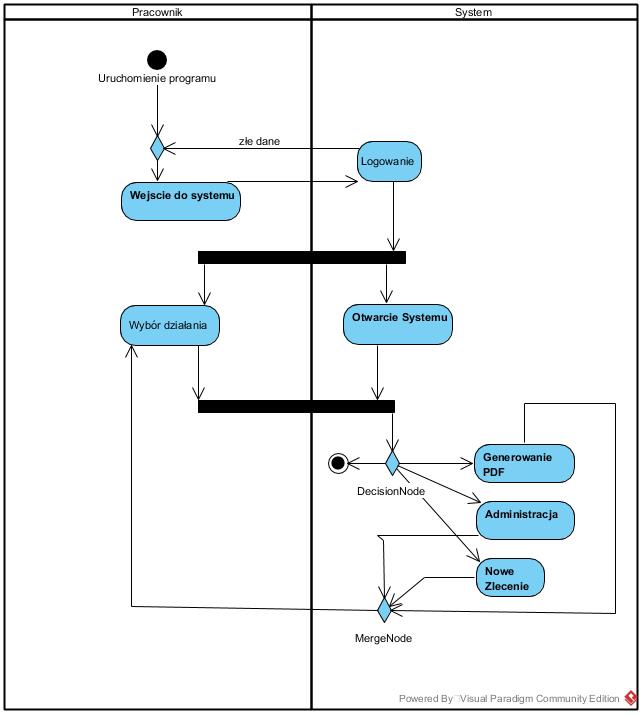 Pracownik
System
Uruchomienie programu
złe dane
Logowanie
Wejscie do systemu
Wybór działania
Otwarcie Systemu
Generowanie
PDF
DecisionNode
Administracja
Nowe
Zlecenie
MergeNode
Powered By Visual Paradigm Community Edition